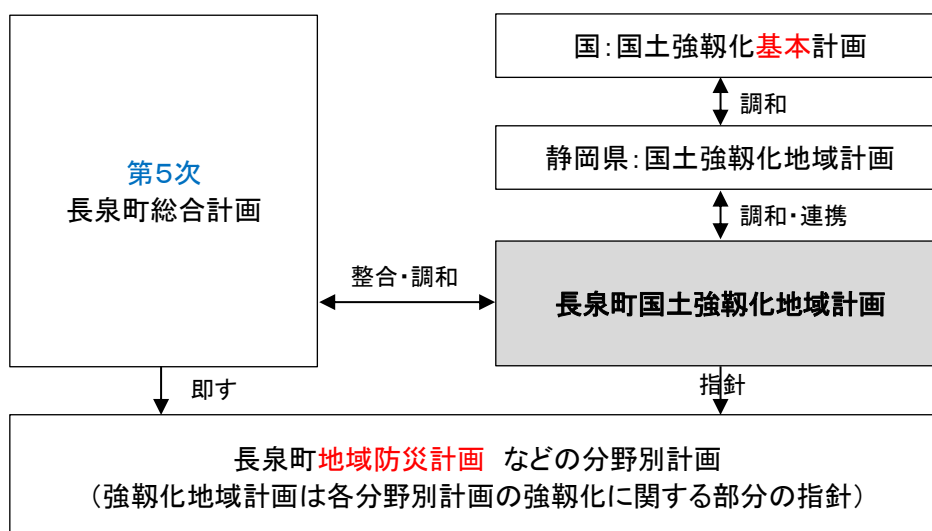 国：国土強靱化基本計画
調和
静岡県：国土強靱化地域計画
調和・連携
第５次
長泉町総合計画
整合・調和
長泉町国土強靱化地域計画
即す
指針
長泉町地域防災計画 などの分野別計画
（強靱化地域計画は各分野別計画の強靱化に関する部分の指針）